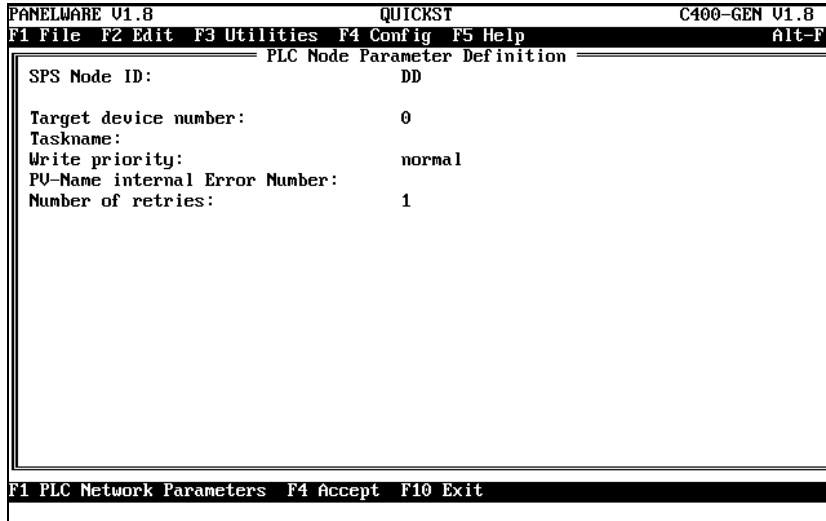 PANELWARE V1.8 QUICKST C400-GEN V1.8
F1 File F2 Edit F3 Utilities F4 Config F5 Help Alt-F
PLC Node Parameter Definition
SPS Node ID: DD
Target device number: 0
Taskname:
Write priority: normal
PV-Name internal Error Number:
Number of retries: 1
F1 PLC Network Parameters F4 Accept F10 Exit